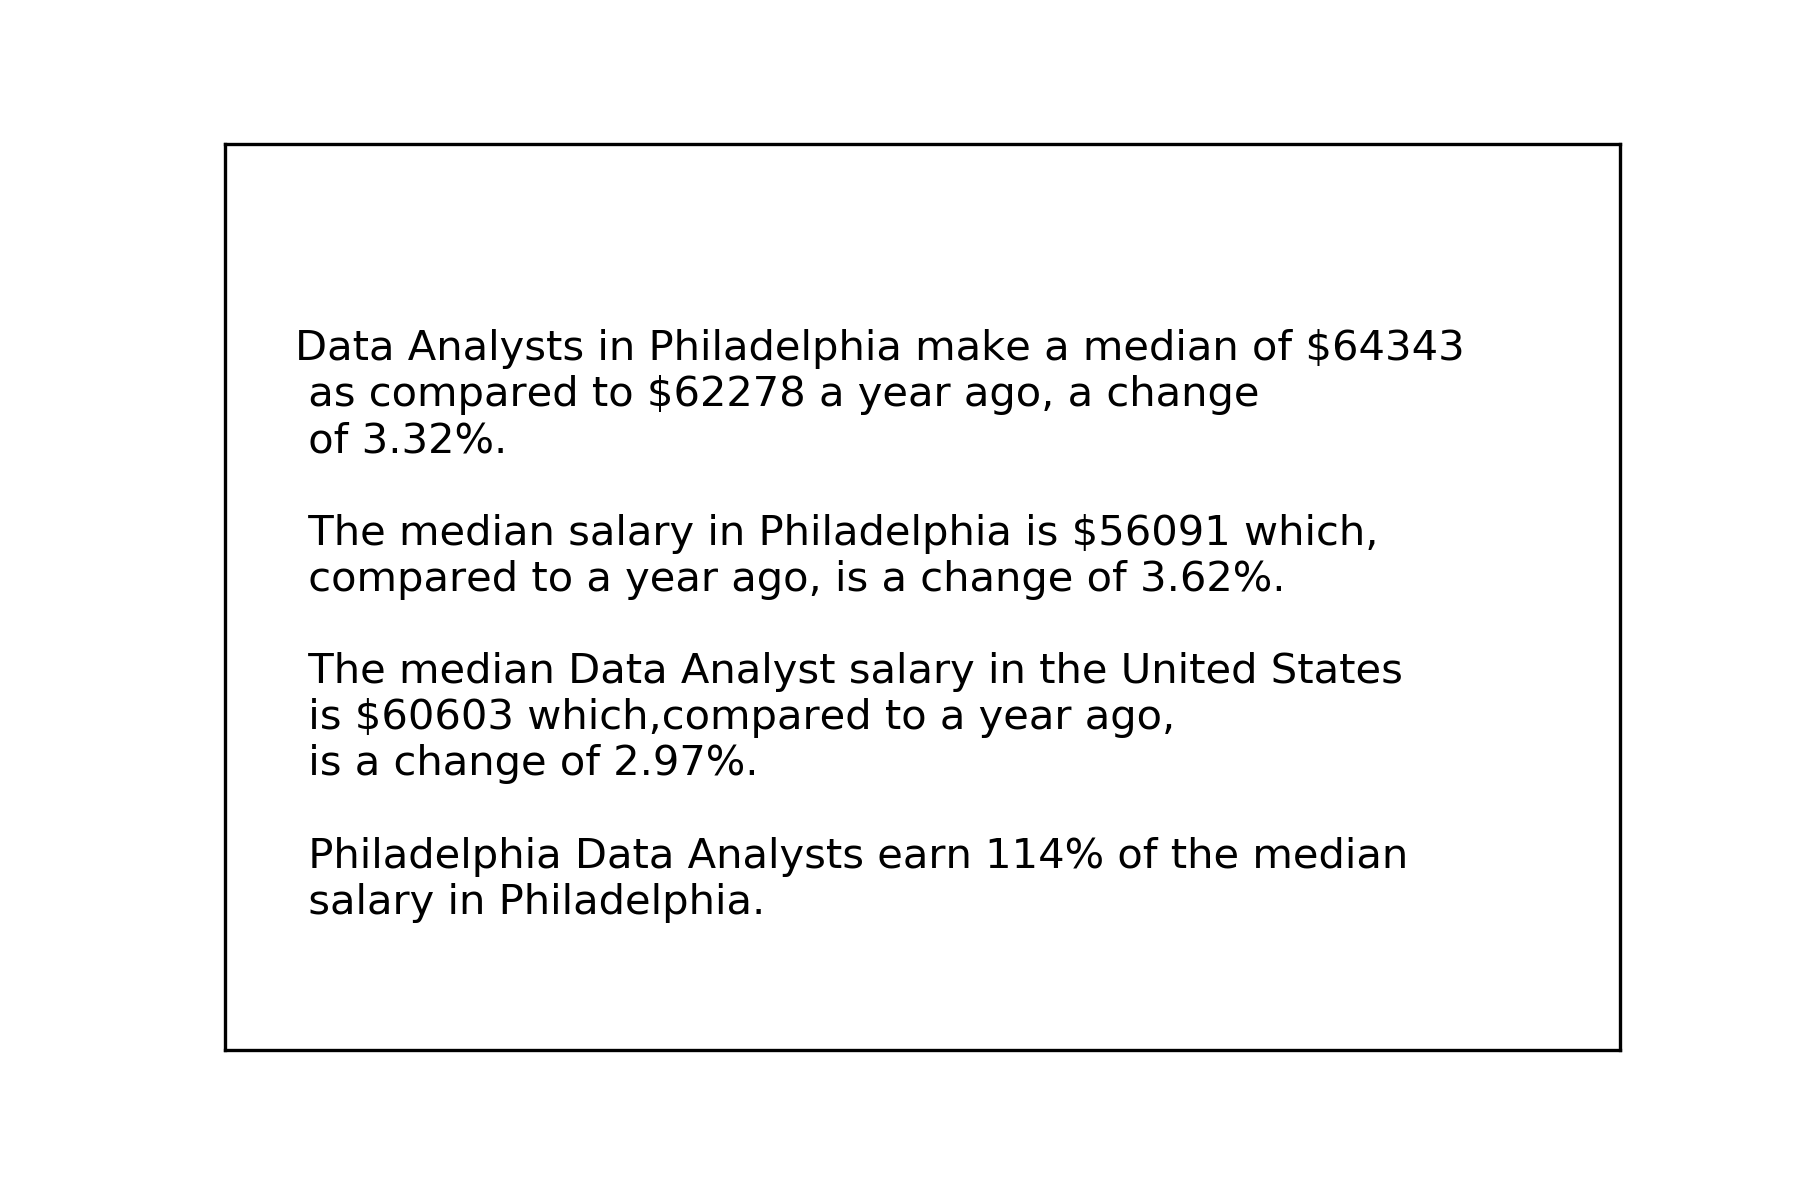 Data Analysts in Philadelphia make a median of $64343
as compared to $62278 a year ago, a change
of 3.32%.
The median salary in Philadelphia is $56091 which,
compared to a year ago, is a change of 3.62%.
The median Data Analyst salary in the United States
is $60603 which,compared to a year ago,
is a change of 2.97%.
Philadelphia Data Analysts earn 114% of the median
salary in Philadelphia.